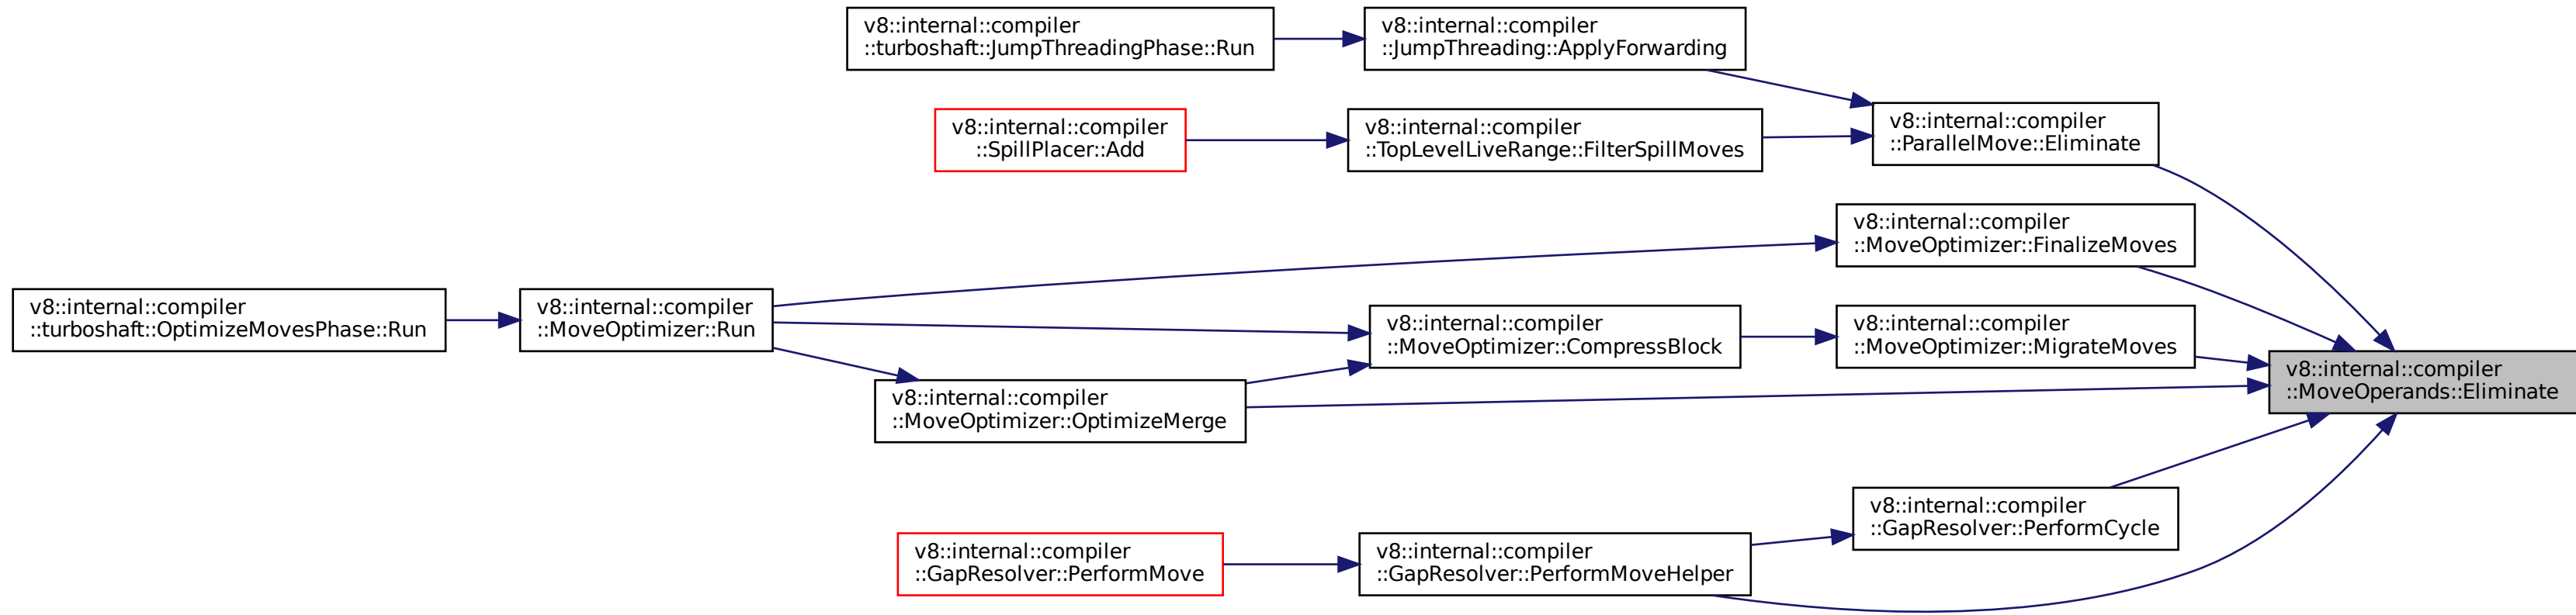 v8::internal::compiler
::turboshaft::JumpThreadingPhase::Run
v8::internal::compiler
::JumpThreading::ApplyForwarding
v8::internal::compiler
::SpillPlacer::Add
v8::internal::compiler
::TopLevelLiveRange::FilterSpillMoves
v8::internal::compiler
::ParallelMove::Eliminate
v8::internal::compiler
::MoveOptimizer::FinalizeMoves
v8::internal::compiler
::turboshaft::OptimizeMovesPhase::Run
v8::internal::compiler
::MoveOptimizer::Run
v8::internal::compiler
::MoveOptimizer::CompressBlock
v8::internal::compiler
::MoveOptimizer::MigrateMoves
v8::internal::compiler
::MoveOperands::Eliminate
v8::internal::compiler
::MoveOptimizer::OptimizeMerge
v8::internal::compiler
::GapResolver::PerformCycle
v8::internal::compiler
::GapResolver::PerformMove
v8::internal::compiler
::GapResolver::PerformMoveHelper